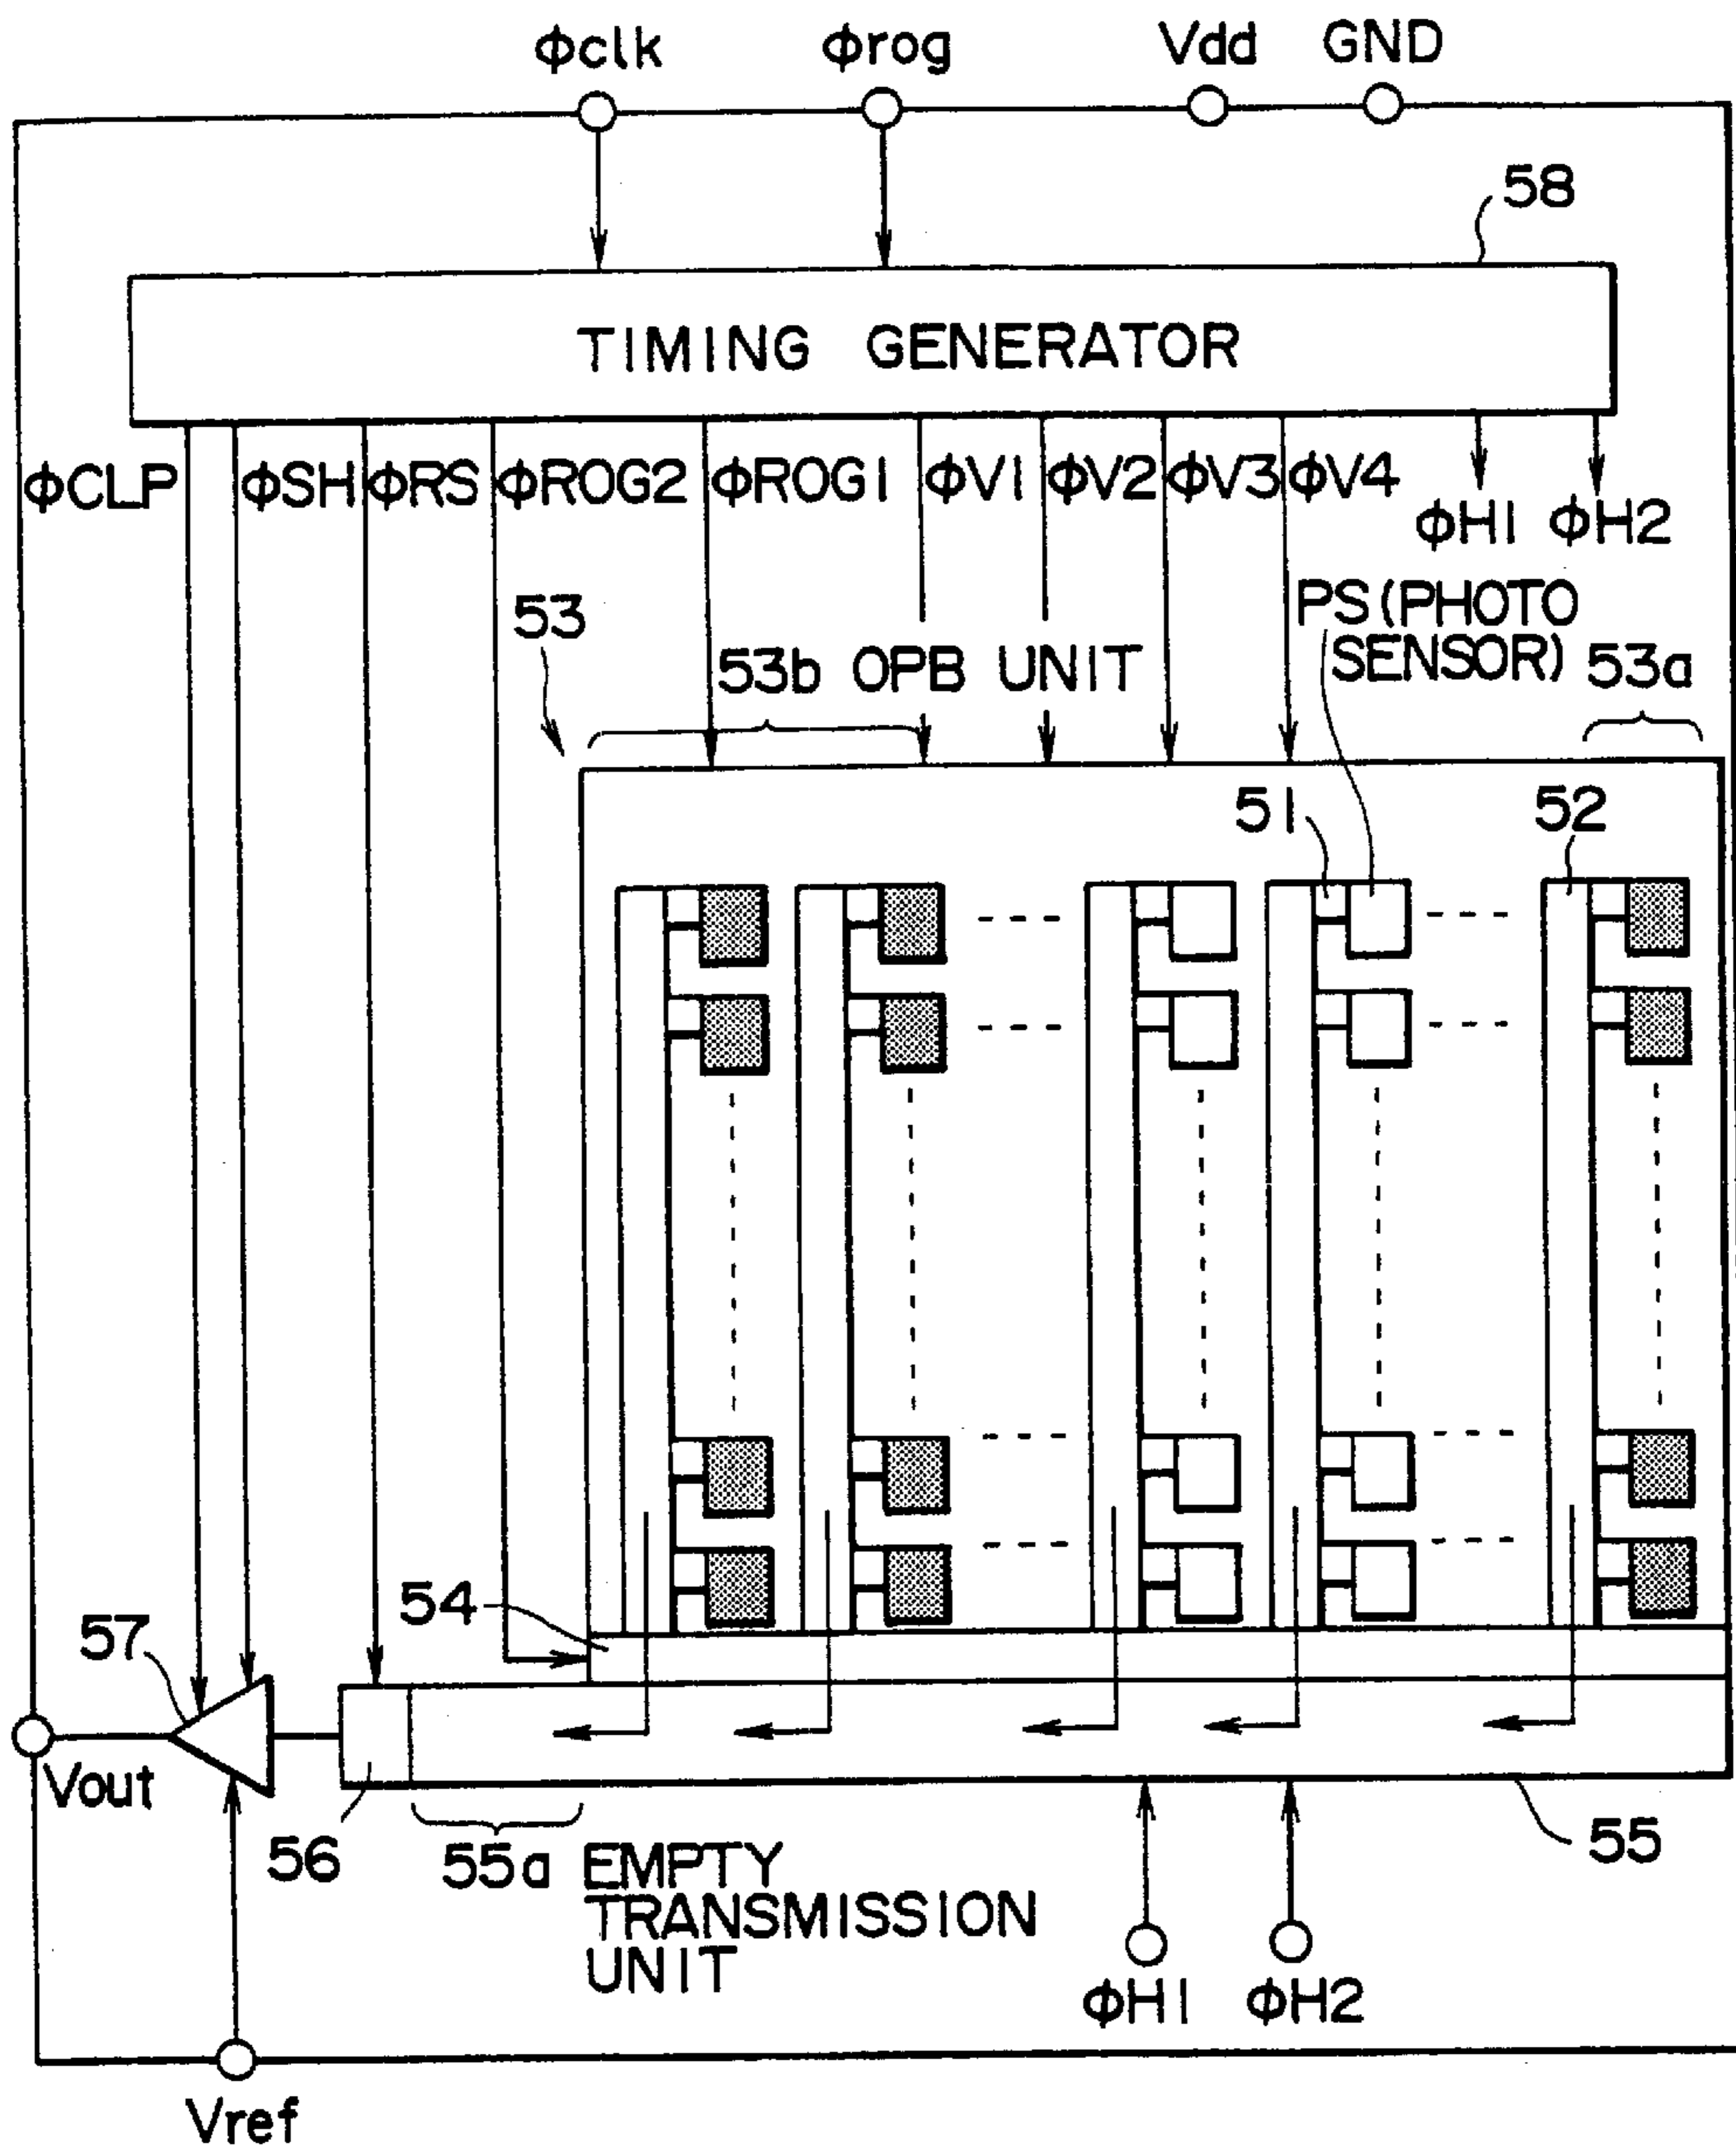 ΦClk Φrog Vdd GND
58
TIMING GENERATOR
ΦCLP ΦSH ΦRS ΦROG2 ΦROG1 ΦV1 ΦV2 ΦV3 ΦV4
ΦH1 ΦH2
53
53b OPB UNIT
PS (PHOTO
SENSOR)
53a
51
52
54
57
Vout
56
55a EMPTY
TRANSMISSION
UNIT
55
ΦH1 ΦH2
Vref